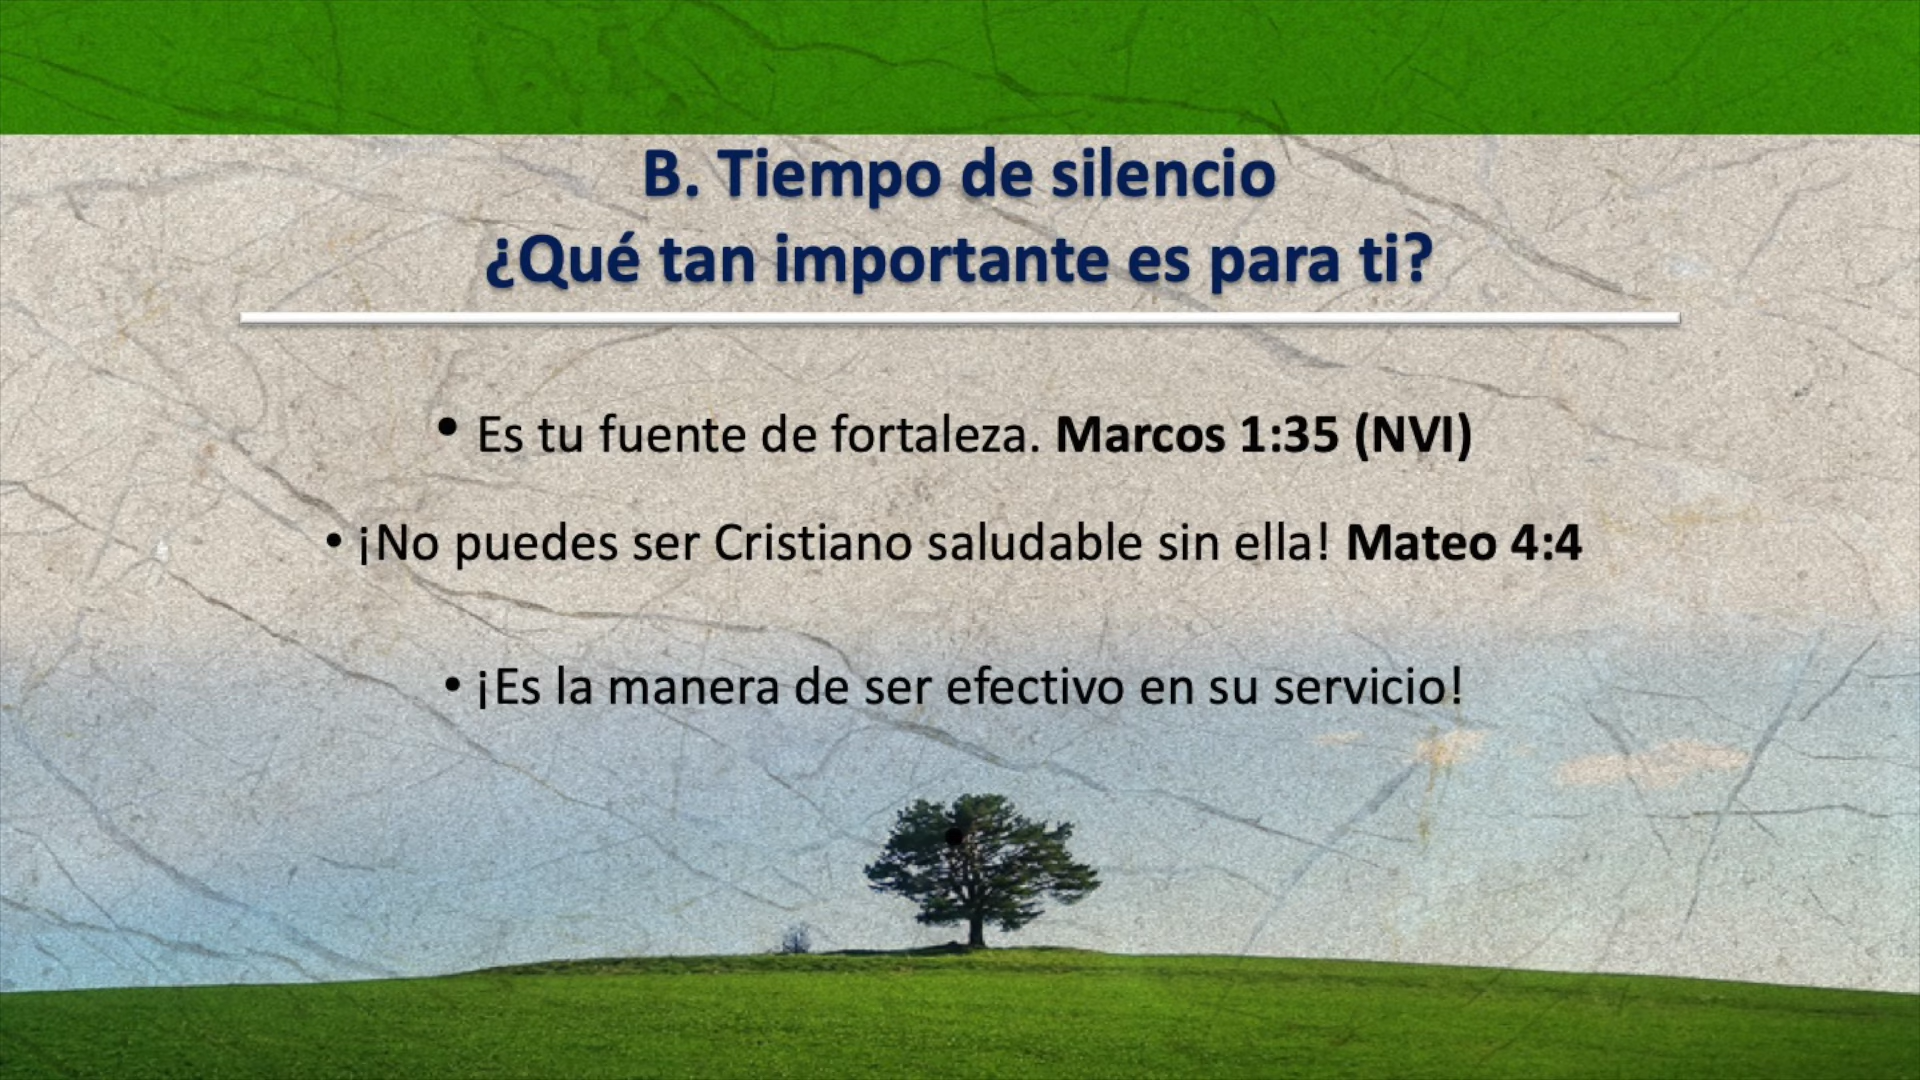 B. Tiempo de silencio
¿Qué tan importante es para ti?
• Es tu fuente de fortaleza. Marcos 1:35 (NVI)
• ¡No puedes ser Cristiano saludable sin ella! Mateo 4:4
• ¡Es la manera de ser efectivo en su servicio!